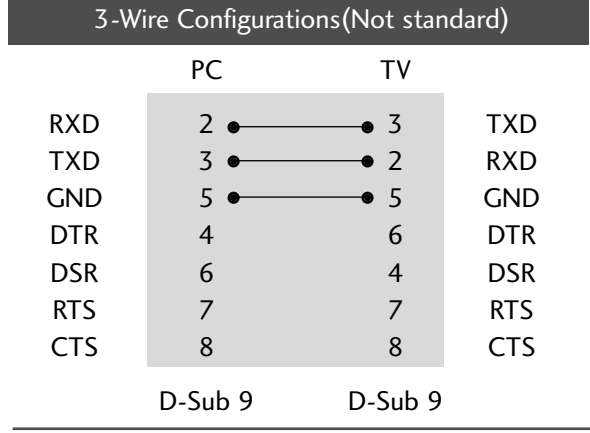 3-Wire Configurations(Not standard)
PC TV
RXD 2 3 TXD
TXD 3 2 RXD
GND 5 5 GND
DTR 4 6 DTR
DSR 6 4 DSR
RTS 7 7 RTS
CTS 8 8 CTS
D-Sub 9 D-Sub 9